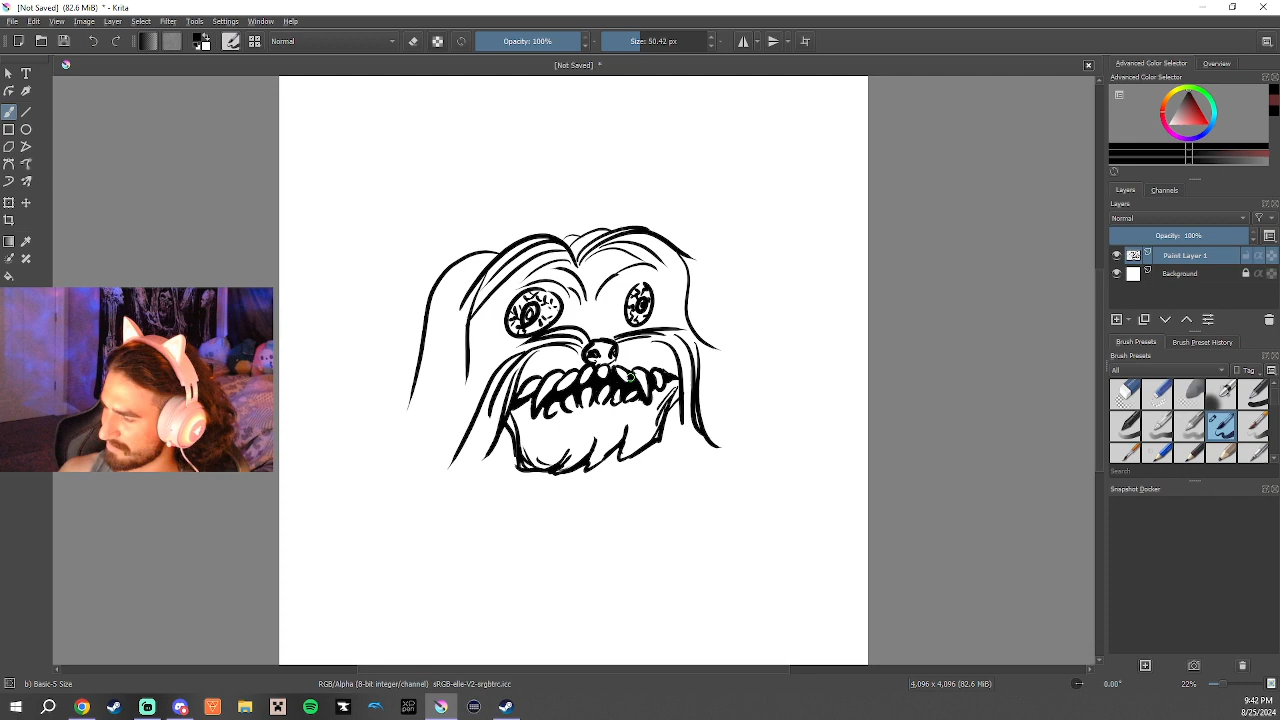 [Not Saved] (82.6 MiB) * - Krita
File Edit View Image Layer Select Filter Tools Settings Window Help
Normal
Opacity: 100%
Size: 50.42 px
[Not Saved] *
Advanced Color Selector Overview
Advanced Color Selector
Layers Channels
Layers
Normal
Opacity: 100%
Paint Layer 1
Background
Brush Presets Brush Preset History
Brush Presets
All
Tag
Search
Snapshot Docker
b) Basic-5 Size
RGB/Alpha (8-bit integer/channel) sRGB-elle-V2-srgbtrc.icc
4,096 x 4,096 (82.6 MiB)
0.00°
22%
9:42 PM
8/25/2024